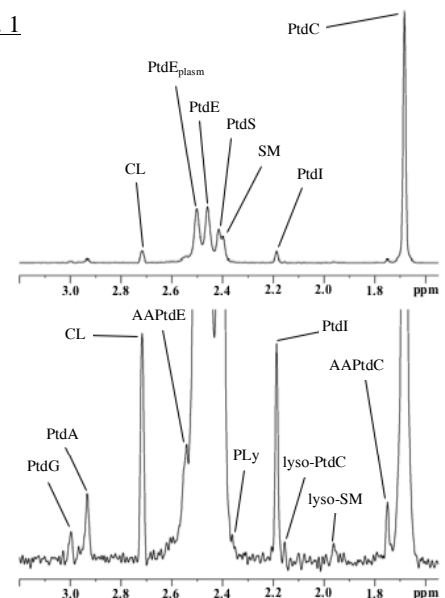 . 1
PtdC
PtdE plasm
PtdE
PtdS
SM
CL
PtdI
3.0 2.8 2.6 2.4 2.2 2.0 1.8 ppm
AAPtdE
CL
PtdI
AAPtdC
PtdA
PtdG
PLy
lyso-PtdC
lyso-SM
3.0 2.8 2.6 2.4 2.2 2.0 1.8 ppm